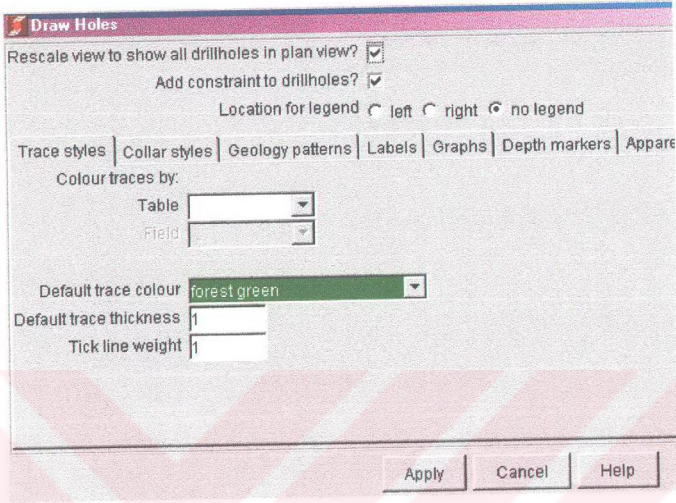 Draw Holes
Rescale view to show all drillholes in plan view?
Add constraint to drillholes?
Location for legend left right no legend
Trace styles Collar styles Geology patterns Labels Graphs Depth markers Appare
Colour traces by:
Table
Field
Default trace colour forest green
Default trace thickness 1
Tick line weight 1
Apply Cancel Help